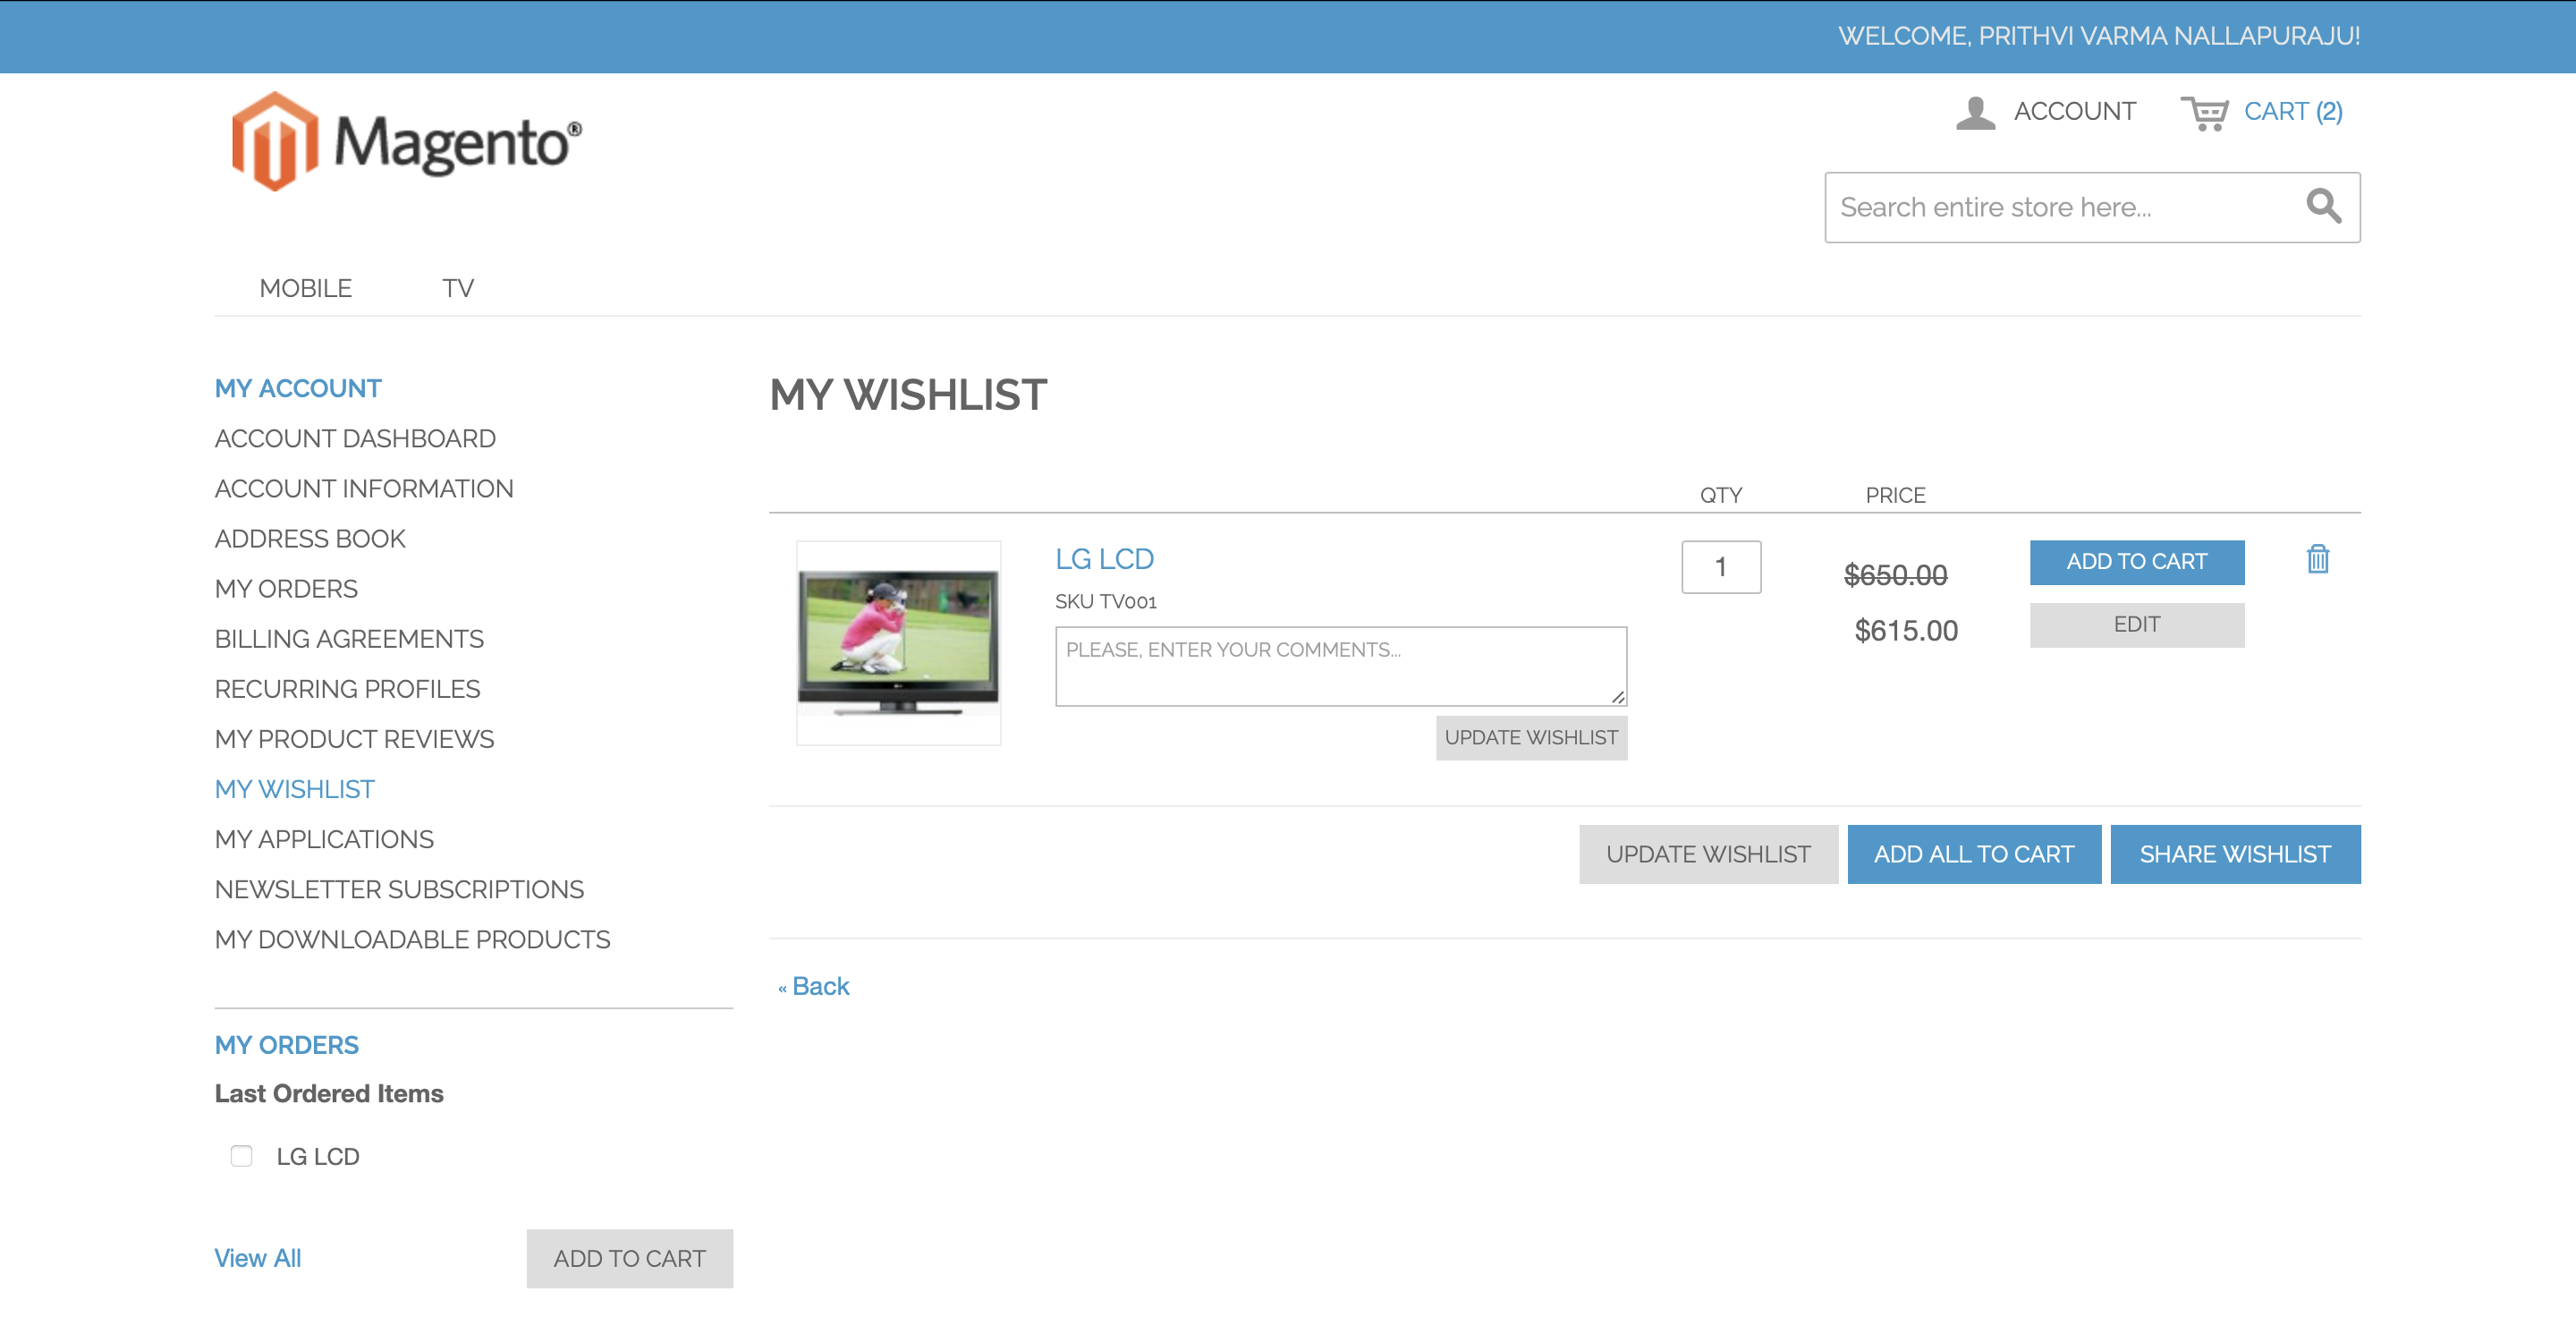 WELCOME, PRITHVI VARMA NALLAPURAJU!
Magento®
ACCOUNT
CART (2)
Search entire store here...
MOBILE
TV
MY ACCOUNT
ACCOUNT DASHBOARD
ACCOUNT INFORMATION
ADDRESS BOOK
MY ORDERS
BILLING AGREEMENTS
RECURRING PROFILES
MY PRODUCT REVIEWS
MY WISHLIST
MY APPLICATIONS
NEWSLETTER SUBSCRIPTIONS
MY DOWNLOADABLE PRODUCTS
MY ORDERS
Last Ordered Items
LG LCD
View All
ADD TO CART
MY WISHLIST
QTY
PRICE
LG LCD
SKU TV001
PLEASE, ENTER YOUR COMMENTS...
UPDATE WISHLIST
1
$650.00
$615.00
ADD TO CART
EDIT
UPDATE WISHLIST
ADD ALL TO CART
SHARE WISHLIST
« Back